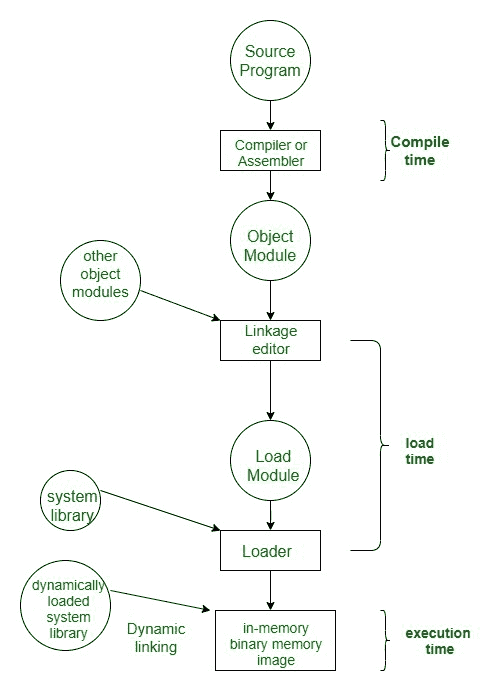 Source
Program
Compiler or
Assembler
Compile
time
Object
Module
other
object
modules
Linkage
editor
Load
Module
load
time
system
library
Loader
dynamically
loaded
system
library
Dynamic
linking
in-memory
binary memory
image
execution
time